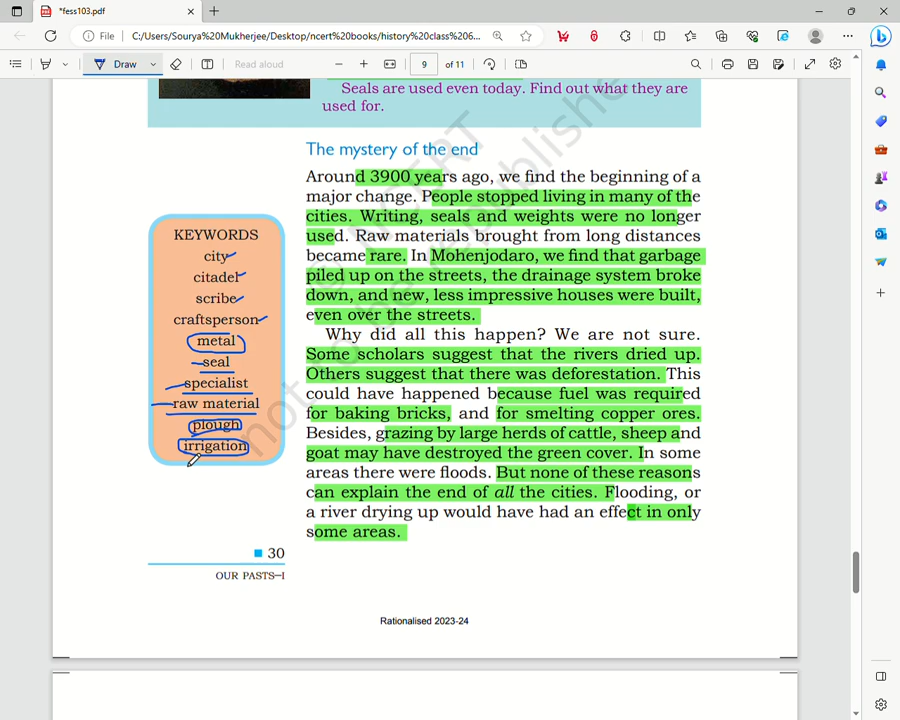 *fess103.pdf
File
C:/Users/Sourya%20Mukherjee/Desktop/ncert%20books/history%20class%206...
Draw
Read aloud
9 of 11
Seals are used even today. Find out what they are
used for.
The mystery of the end
Around 3900 years ago, we find the beginning of a
major change. People stopped living in many of the
cities. Writing, seals and weights were no longer
used. Raw materials brought from long distances
became rare. In Mohenjodaro, we find that garbage
piled up on the streets, the drainage system broke
down, and new, less impressive houses were built,
even over the streets.
Why did all this happen? We are not sure.
Some scholars suggest that the rivers dried up.
Others suggest that there was deforestation. This
could have happened because fuel was required
for baking bricks, and for smelting copper ores.
Besides, grazing by large herds of cattle, sheep and
goat may have destroyed the green cover. In some
areas there were floods. But none of these reasons
can explain the end of all the cities. Flooding, or
a river drying up would have had an effect in only
some areas.
KEYWORDS
city
citadel
scribe
craftsperson
metal
seal
specialist
raw material
plough
irrigation
30
OUR PASTS—I
Rationalised 2023-24
© NCERT
not to be republished